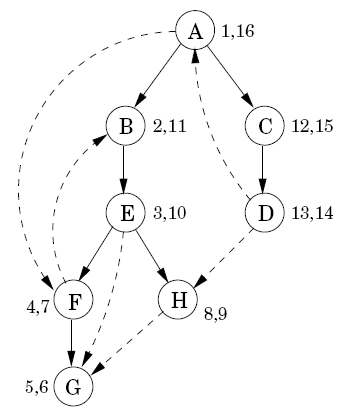 A 1,16
B 2,11 C 12,15
E 3,10 D 13,14
4,7 F H 8,9
5,6 G